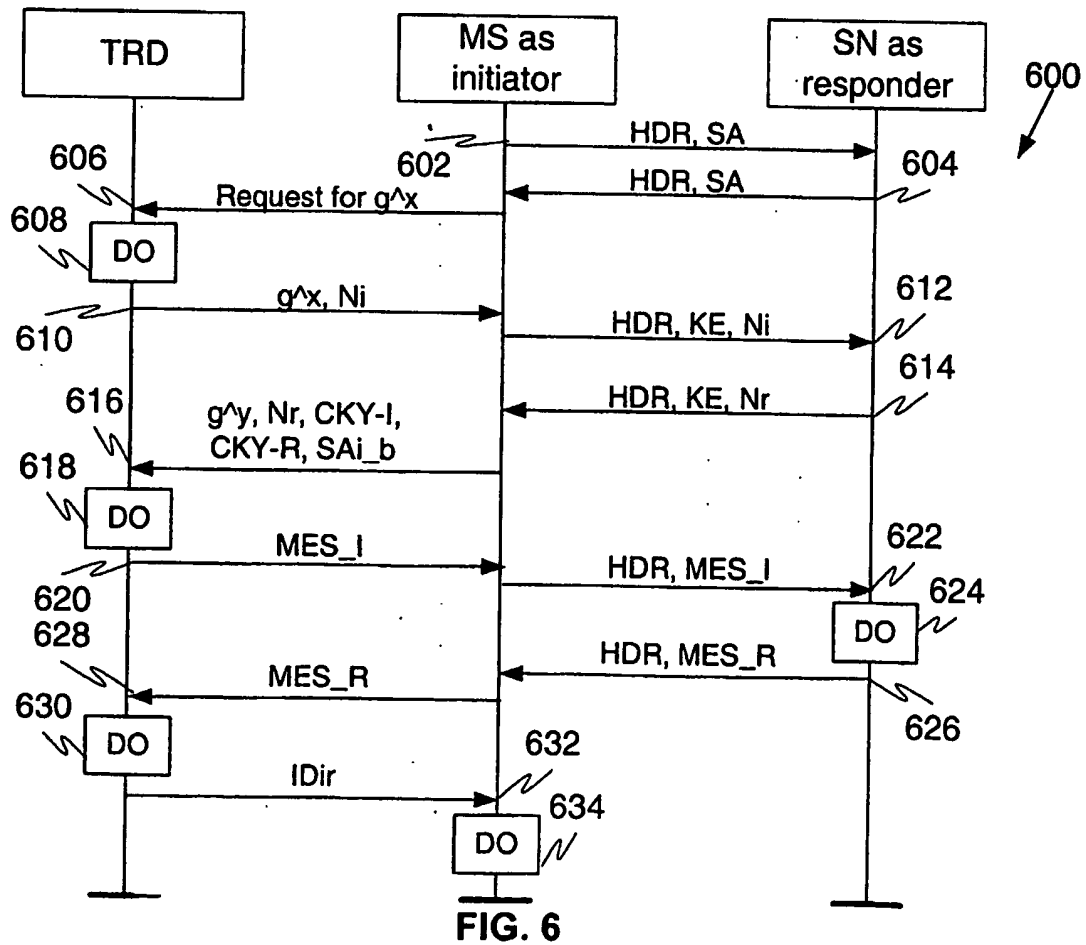 TRD
MS as
initiator
SN as
responder
600
HDR, SA
602
606
HDR, SA
604
Request for g^x
608
DO
g^x, Ni
610
612
HDR, KE, Ni
614
HDR, KE, Nr
616
g^y, Nr, CKY-I,
CKY-R, SAi_b
618
DO
MES_I
620
622
HDR, MES_I
624
DO
628
HDR, MES_R
MES_R
626
630
DO
632
IDir
634
DO
FIG. 6